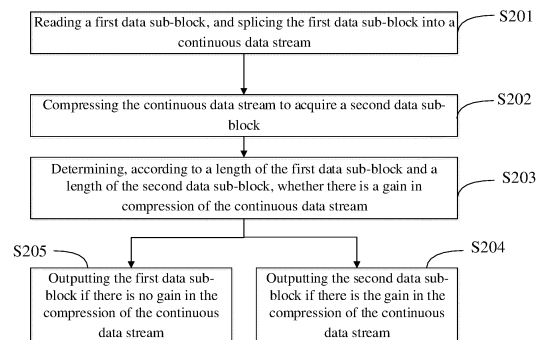 Reading a first data sub-block, and splicing the first data sub-block into a
continuous data stream
S201
Compressing the continuous data stream to acquire a second data sub-
block
S202
Determining, according to a length of the first data sub-block and a
length of the second data sub-block, whether there is a gain in
compression of the continuous data stream
S203
S205
S204
Outputting the first data sub-
block if there is no gain in the
compression of the continuous
data stream
Outputting the second data sub-
block if there is the gain in the
compression of the continuous
data stream